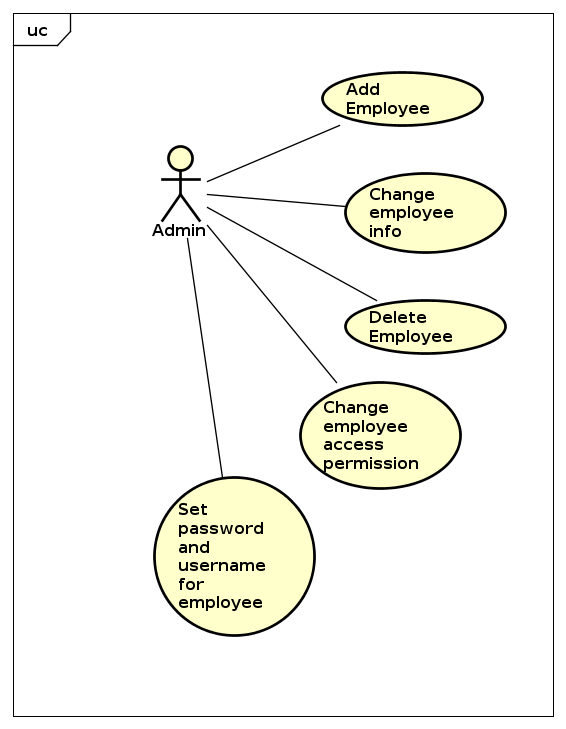 uc
Add
Employee
Change
employee
info
Admin
Delete
Employee
Change
employee
access
permission
Set
password
and
username
for
employee